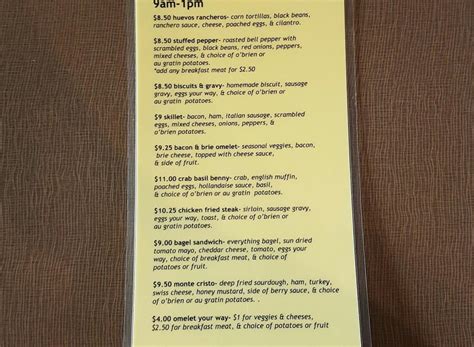 9am-1pm
$8.50 huevos rancheros- corn tortillas, black beans,
ranchero sauce, cheese, poached eggs, & cilantro.
$8.50 stuffed pepper- roasted bell pepper with
scrambled eggs, black beans, red onions, peppers,
mixed cheeses, & choice of o'brien or
au gratin potatoes.
*add any breakfast meat for $2.50
$8.50 biscuits & gravy- homemade biscuit, sausage
gravy, eggs your way, & choice of o'brien or
au gratin potatoes.
$9 skillet- bacon, ham, italian sausage, scrambled
eggs, mixed cheeses, onions, peppers, &
o'brien potatoes.
$9.25 bacon & brie omelet- seasonal veggies, bacon,
brie cheese, topped with cheese sauce,
& side of fruit.
$11.00 crab basil benny- crab, english muffin,
poached eggs, hollandaise sauce, basil,
& choice of o'brien or au gratin potatoes.
$10.25 chicken fried steak- sirloin, sausage gravy,
eggs your way, toast, & choice of o'brien or
au gratin potatoes.
$9.00 bagel sandwich- everything bagel, sun dried
tomato mayo, cheddar cheese, tomato, eggs your
way, choice of breakfast meat, & choice of
potatoes or fruit.
$9.50 monte cristo- deep fried sourdough, ham, turkey,
swiss cheese, honey mustard, side of berry sauce, & choice
of o'brien or au gratin potatoes. .
$4.00 omelet your way- $1 for veggies & cheeses,
$2.50 for breakfast meat, & choice of potatoes or fruit